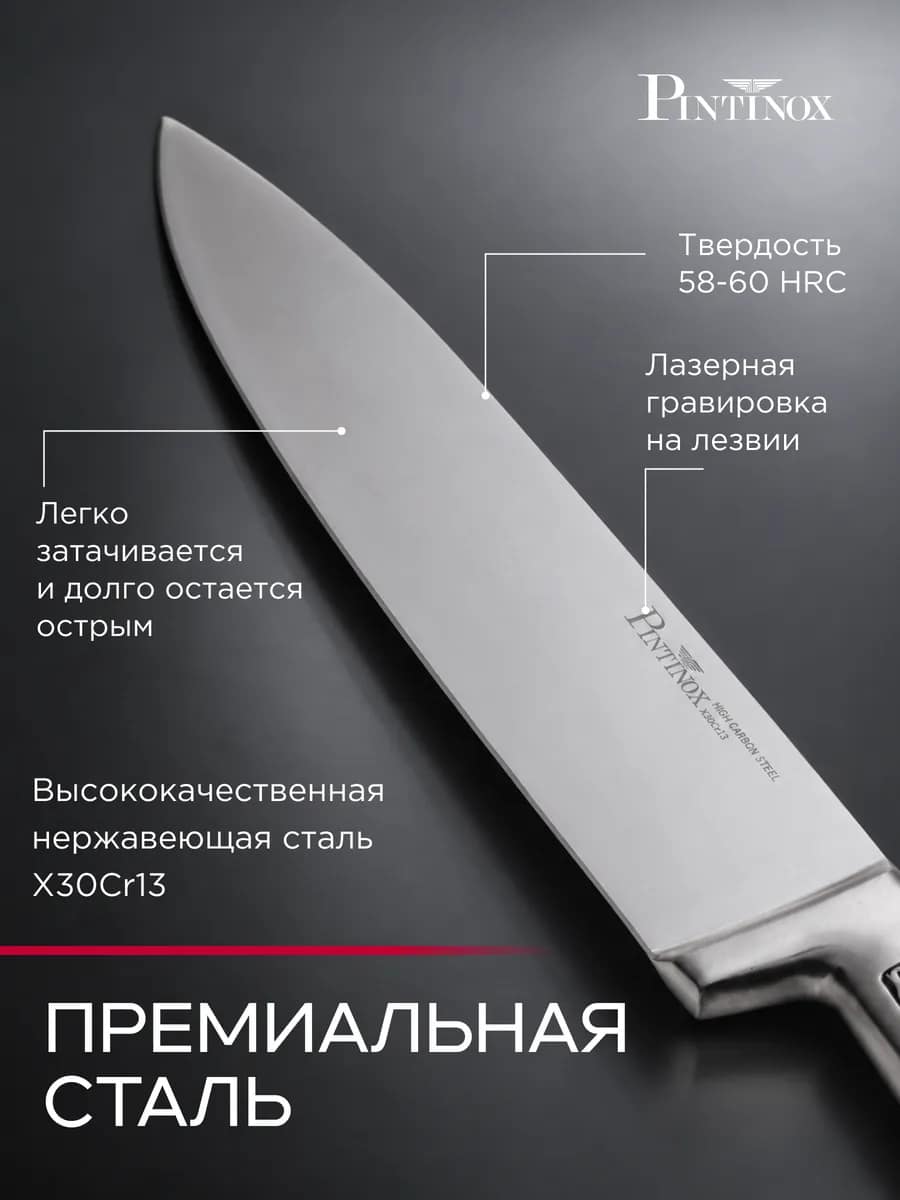 PINTINOX
Твердость
58-60 HRC
Лазерная
гравировка
на лезвии
Легко
затачивается
и долго остается
острым
PINTINOX
HIGH CARBON STEEL
X30Cr13
Высококачественная
нержавеющая сталь
X30Cr13
ПРЕМИАЛЬНАЯ
СТАЛЬ